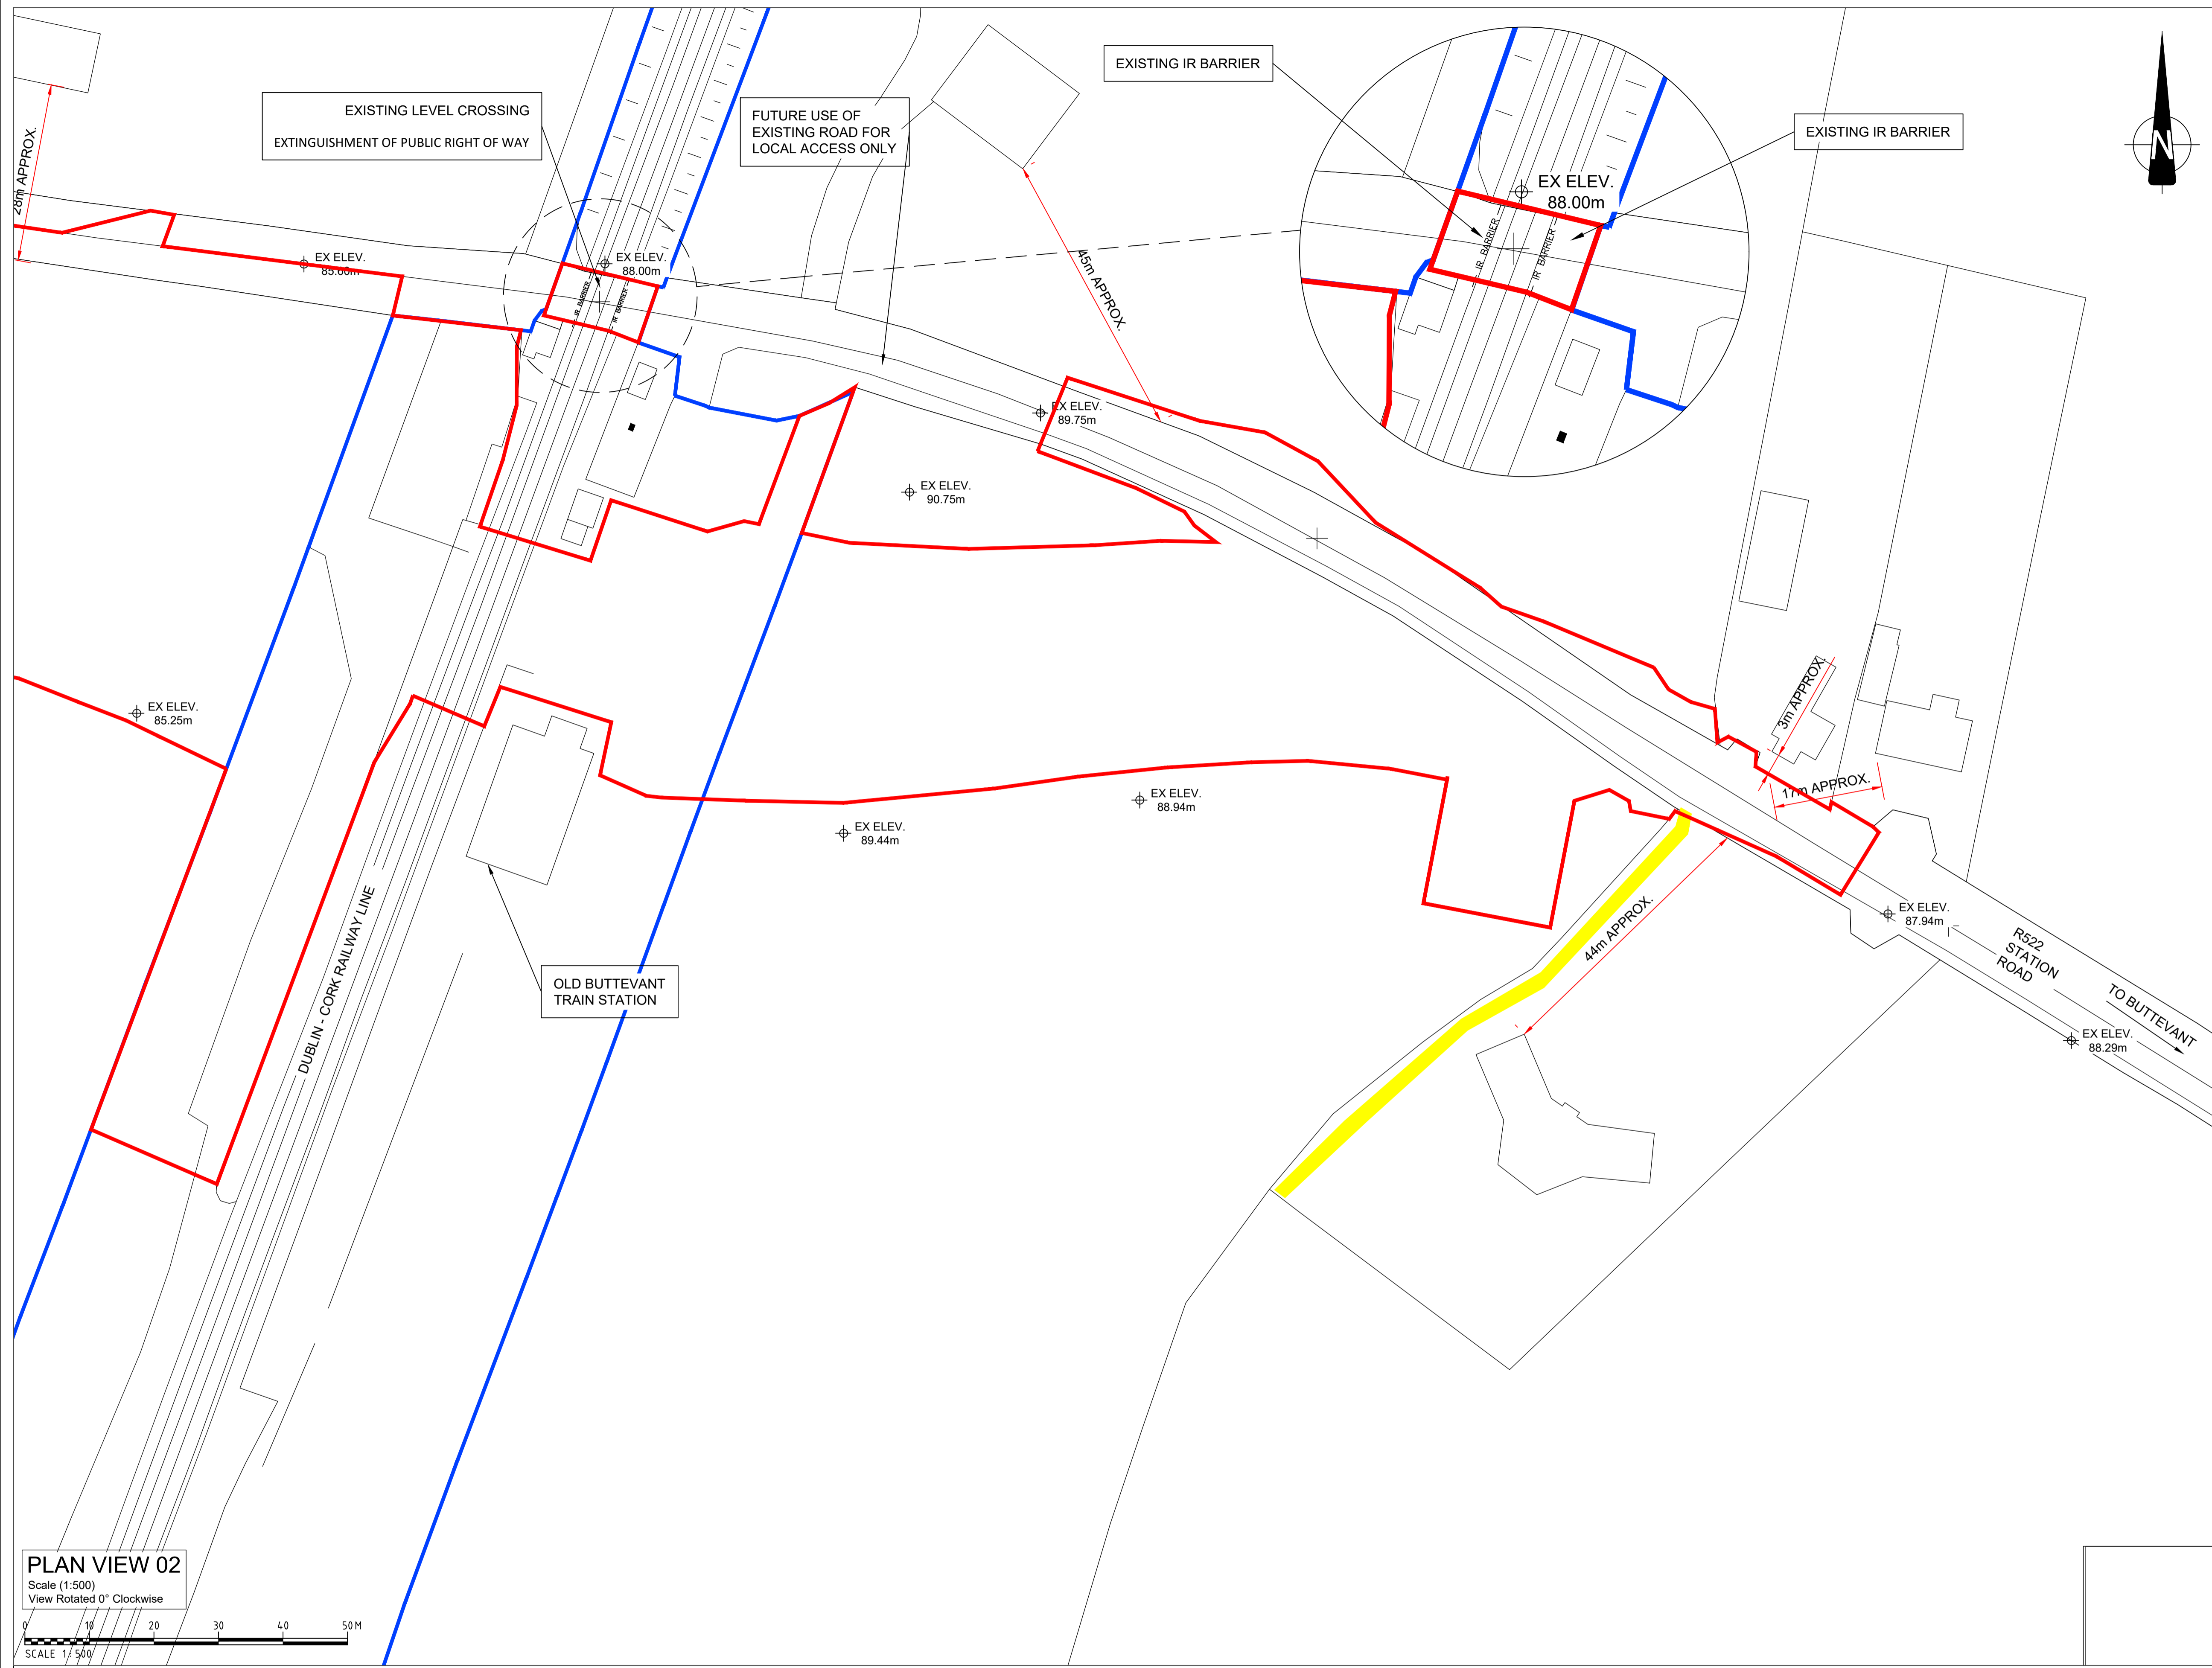 EXISTING IR BARRIER
EXISTING LEVEL CROSSING
EXTINGUISHMENT OF PUBLIC RIGHT OF WAY
FUTURE USE OF
EXISTING ROAD FOR
LOCAL ACCESS ONLY
EXISTING IR BARRIER
N
28m APPROX.
EX ELEV.
88.00m
IR. BARRIER
IR BARRIER
EX ELEV.
EX ELEV.
88.00m
IR BARRIER
IR BARRIER
45m APPROX.
EX ELEV.
89.75m
EX ELEV.
90.75m
EX ELEV.
85.25m
3m APPROX.
17m APPROX.
EX ELEV.
88.94m
EX ELEV.
89.44m
44m APPROX.
EX ELEV.
87.94m
R522
STATION
ROAD
TO BUTTEVANT
EX ELEV.
88.29m
DUBLIN - CORK RAILWAY LINE
OLD BUTTEVANT
TRAIN STATION
PLAN VIEW 02
Scale (1:500)
View Rotated 0° Clockwise
0 10 20 30 40 50 M
SCALE 1:500